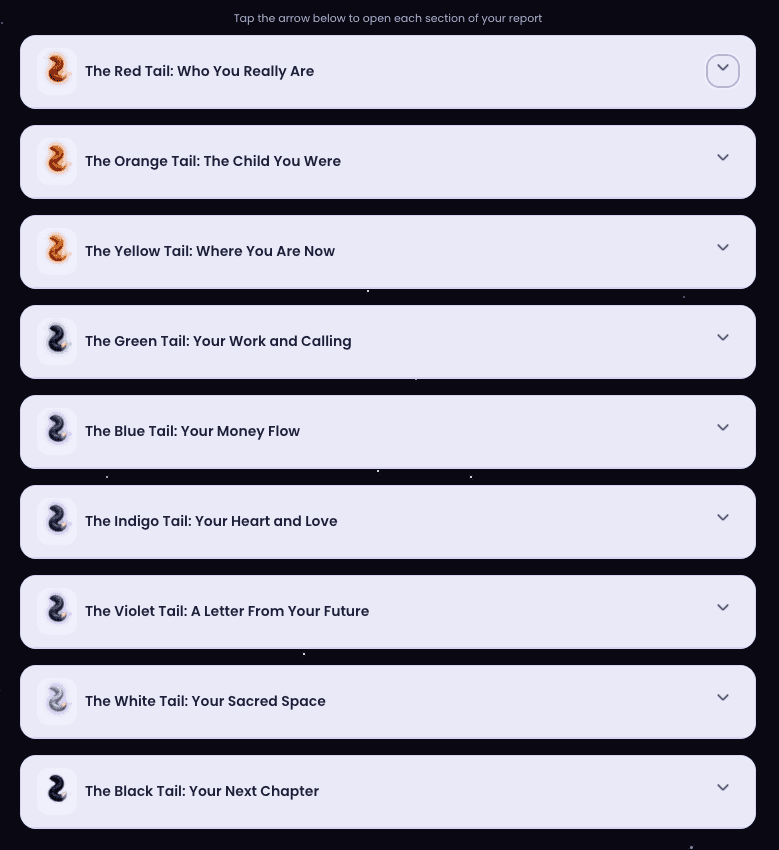 Tap the arrow below to open each section of your report
The Red Tail: Who You Really Are
The Orange Tail: The Child You Were
The Yellow Tail: Where You Are Now
The Green Tail: Your Work and Calling
The Blue Tail: Your Money Flow
The Indigo Tail: Your Heart and Love
The Violet Tail: A Letter From Your Future
The White Tail: Your Sacred Space
The Black Tail: Your Next Chapter